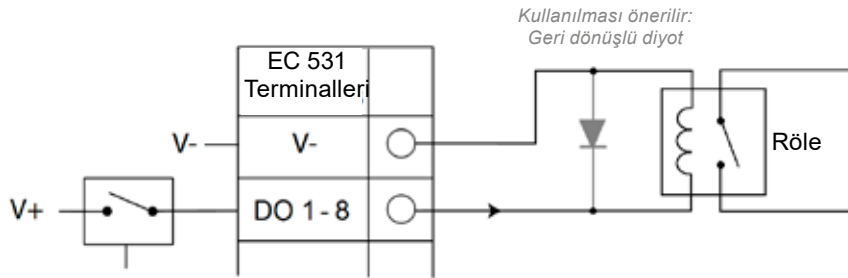 Kullanılması önerilir:
Geri dönüşlü diyot
EC 531
Terminalleri
V-
V-
Röle
V+
DO 1 - 8